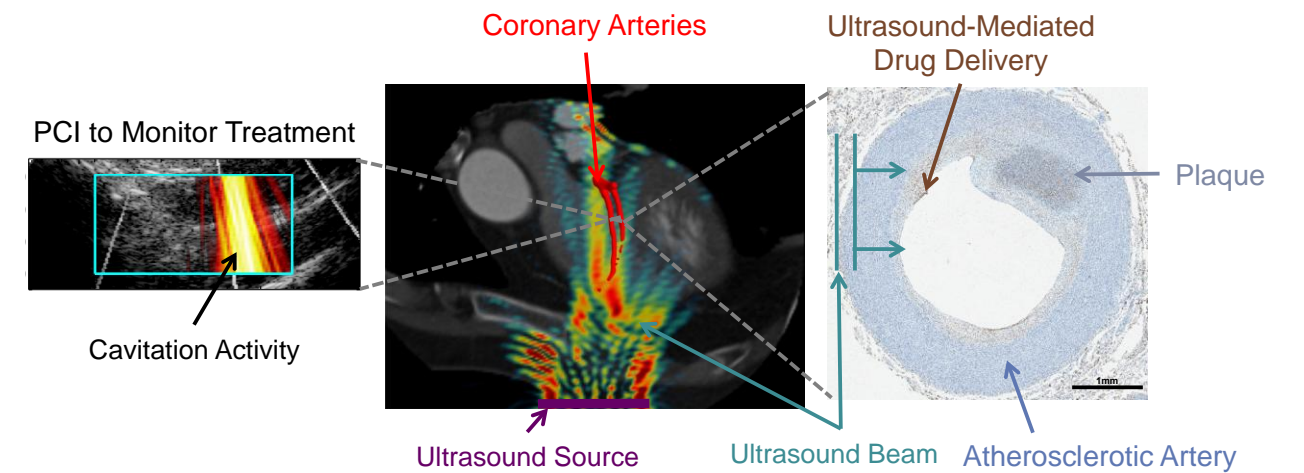 Coronary Arteries
Ultrasound-Mediated
Drug Delivery
PCI to Monitor Treatment
Plaque
Cavitation Activity
1mm
Ultrasound Source
Ultrasound Beam
Atherosclerotic Artery